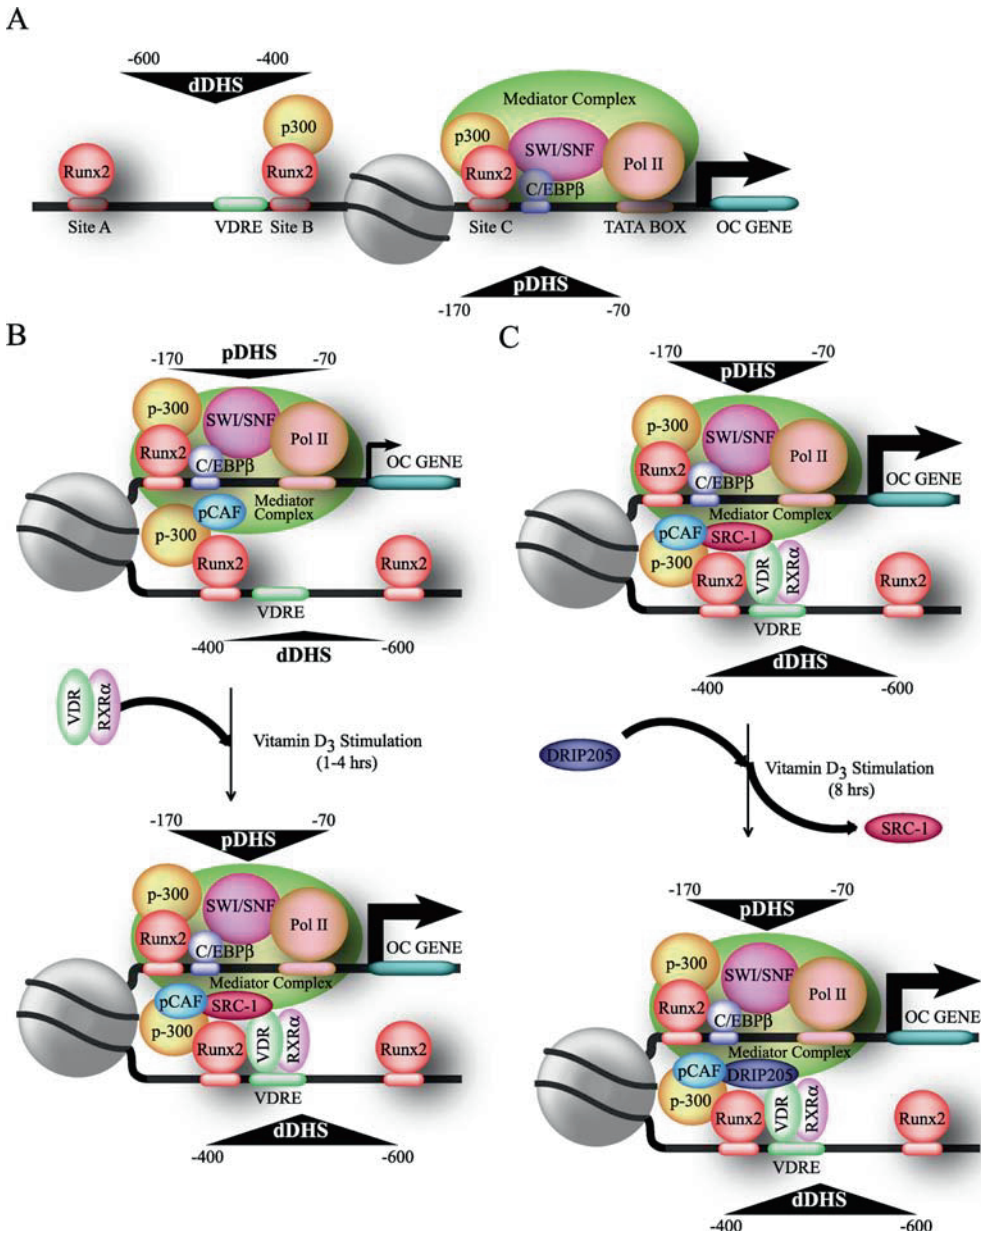 A
-600
-400
dDHS
Mediator Complex
p300
p300
SWI/SNF
Pol II
Runx2
Runx2
Runx2
C/EBPβ
Site A
VDRE
Site B
Site C
TATA BOX
OC GENE
pDHS
-170
-70
B
-170
pDHS
-70
p-300
SWI/SNF
Pol II
Runx2
C/EBPβ
OC GENE
pCAF
Mediator
Complex
p-300
Runx2
Runx2
VDRE
-400
dDHS
-600
VDR
RXRα
Vitamin D3 Stimulation
(1-4 hrs)
-170
-70
pDHS
p-300
SWI/SNF
Pol II
Runx2
C/EBPβ
OC GENE
Mediator Complex
pCAF
SRC-1
p-300
Runx2
VDR
RXRα
Runx2
VDRE
dDHS
-400
-600
C
-170
-70
pDHS
p-300
SWI/SNF
Pol II
Runx2
C/EBPβ
OC GENE
Mediator Complex
pCAF
SRC-1
p-300
Runx2
VDR
RXRα
Runx2
VDRE
dDHS
-400
-600
DRIP205
Vitamin D3 Stimulation
(8 hrs)
SRC-1
-170
-70
pDHS
p-300
SWI/SNF
Pol II
Runx2
C/EBPβ
OC GENE
Mediator Complex
pCAF
DRIP205
p-300
Runx2
VDR
RXRα
Runx2
VDRE
dDHS
-400
-600